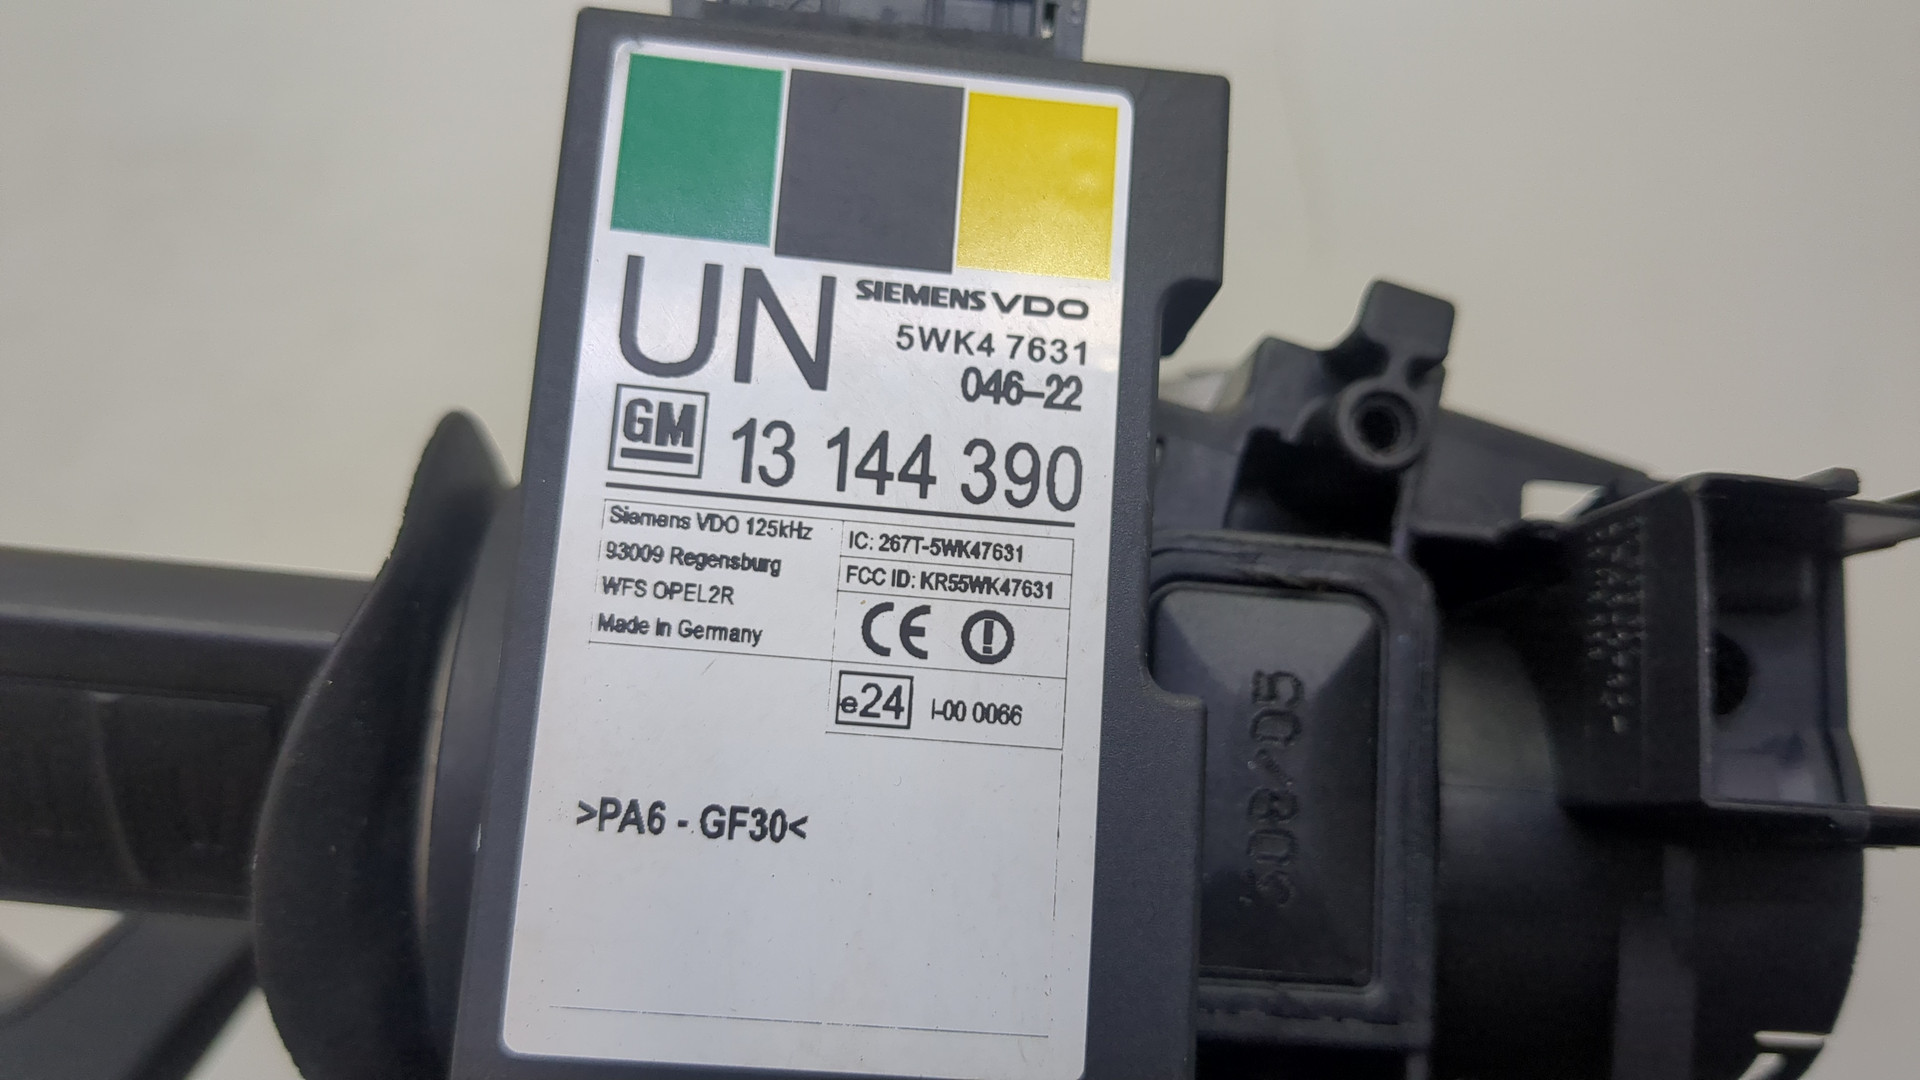 UN
SIEMENS VDO
5WK4 7631
046-22
GM 13 144 390
Siemens VDO 125kHz
93009 Regensburg
WFS OPEL2R
Made in Germany
IC: 267T-5WK47631
FCC ID: KR55WK47631
CE
e24 I-00 0066
>PA6 - GF30<